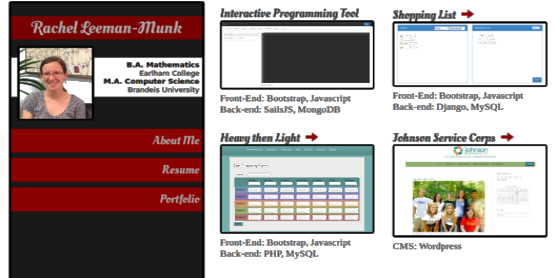 Rachel Leeman-Munk
B.A. Mathematics
Earlham College
M.A. Computer Science
Brandeis University
About Me
Resume
Portfolio
Interactive Programming Tool
Front-End: Bootstrap, Javascript
Back-end: SailsJS, MongoDB
Shopping List
Front-End: Bootstrap, Javascript
Back-end: Django, MySQL
Heavy then Light
Front-End: Bootstrap, Javascript
Back-end: PHP, MySQL
Johnson Service Corps
johnson
CMS: Wordpress